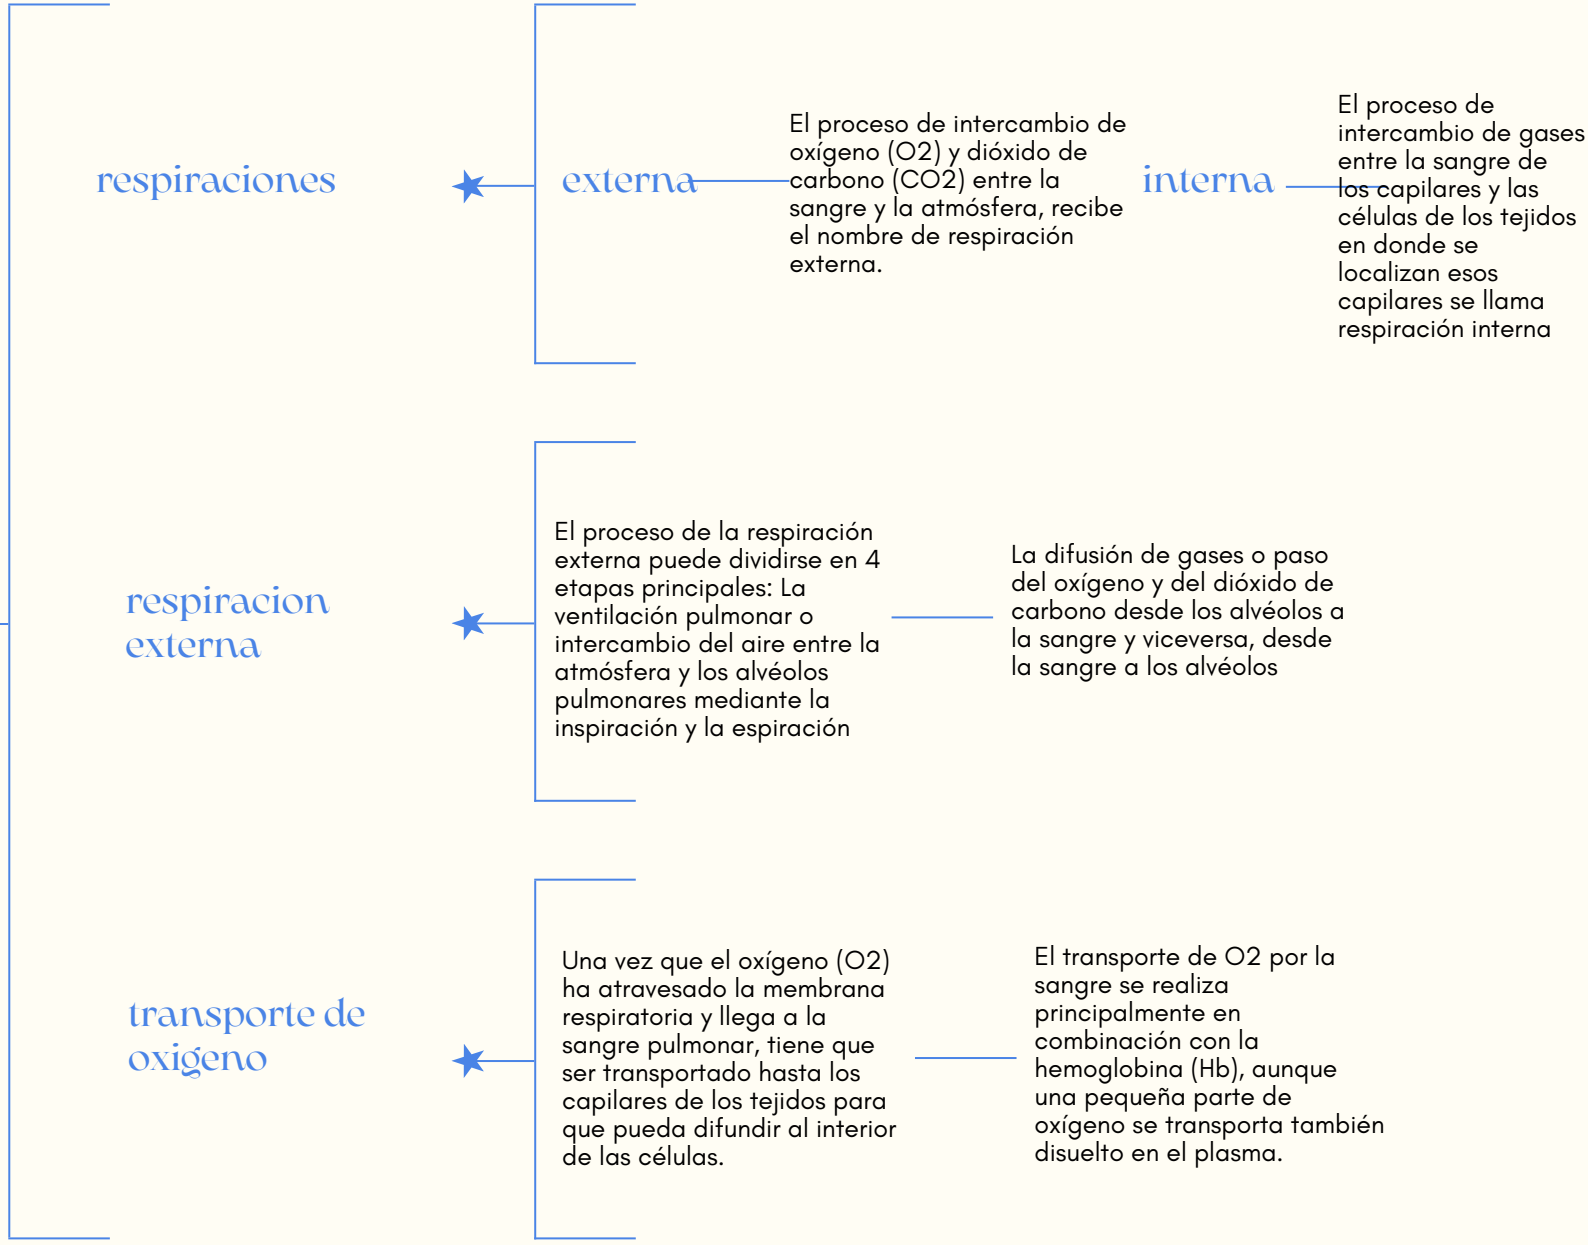 respiraciones
externa
El proceso de intercambio de
oxígeno (O2) y dióxido de
carbono (CO2) entre la
sangre y la atmósfera, recibe
el nombre de respiración
externa.
interna
El proceso de
intercambio de gases
entre la sangre de
los capilares y las
células de los tejidos
en donde se
localizan esos
capilares se llama
respiración interna
respiracion
externa
El proceso de la respiración
externa puede dividirse en 4
etapas principales: La
ventilación pulmonar o
intercambio del aire entre la
atmósfera y los alvéolos
pulmonares mediante la
inspiración y la espiración
La difusión de gases o paso
del oxígeno y del dióxido de
carbono desde los alvéolos a
la sangre y viceversa, desde
la sangre a los alvéolos
transporte de
oxigeno
Una vez que el oxígeno (O2)
ha atravesado la membrana
respiratoria y llega a la
sangre pulmonar, tiene que
ser transportado hasta los
capilares de los tejidos para
que pueda difundir al interior
de las células.
El transporte de O2 por la
sangre se realiza
principalmente en
combinación con la
hemoglobina (Hb), aunque
una pequeña parte de
oxígeno se transporta también
disuelto en el plasma.